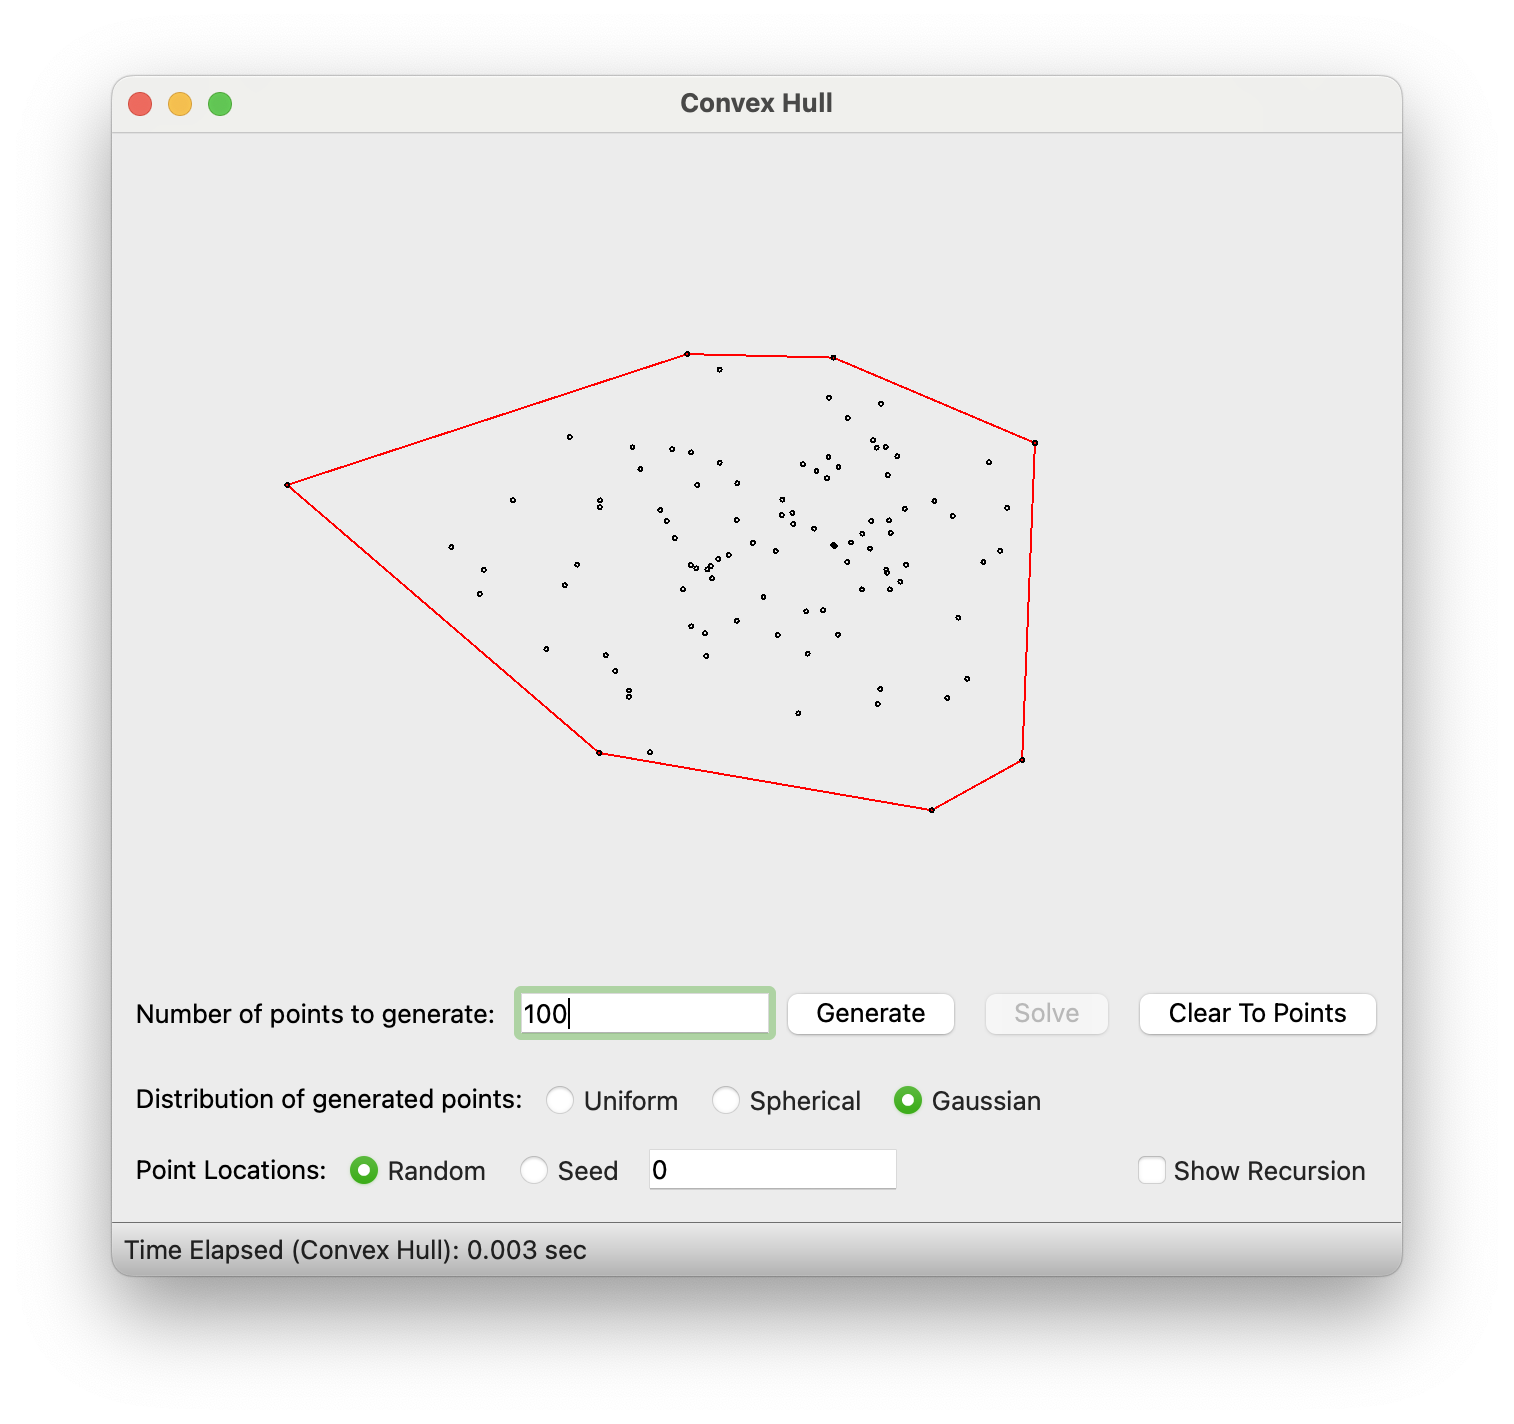 Convex Hull
Number of points to generate: 100 Generate Solve Clear To Points
Distribution of generated points: Uniform Spherical Gaussian
Point Locations: Random Seed 0 Show Recursion
Time Elapsed (Convex Hull): 0.003 sec